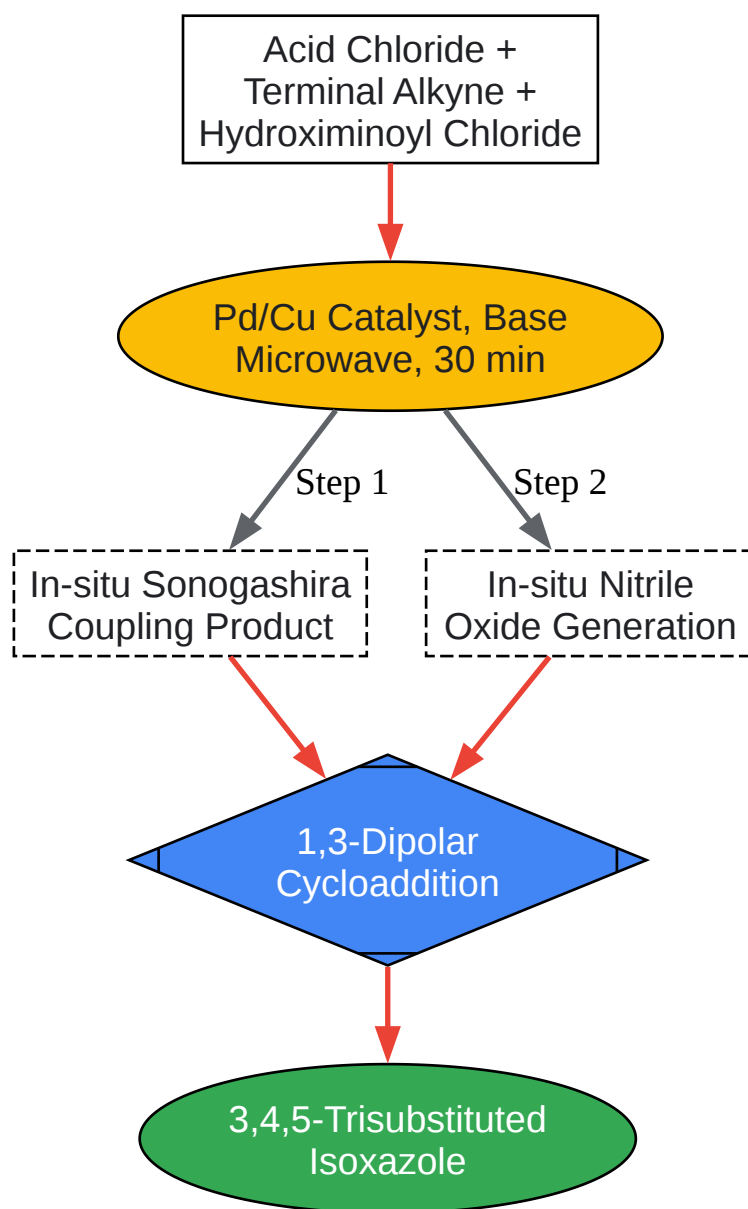 Acid Chloride +
Terminal Alkyne +
Hydroximinoyl Chloride
Pd/Cu Catalyst, Base
Microwave, 30 min
Step 1
Step 2
In-situ Sonogashira
Coupling Product
In-situ Nitrile
Oxide Generation
1,3-Dipolar
Cycloaddition
3,4,5-Trisubstituted
Isoxazole